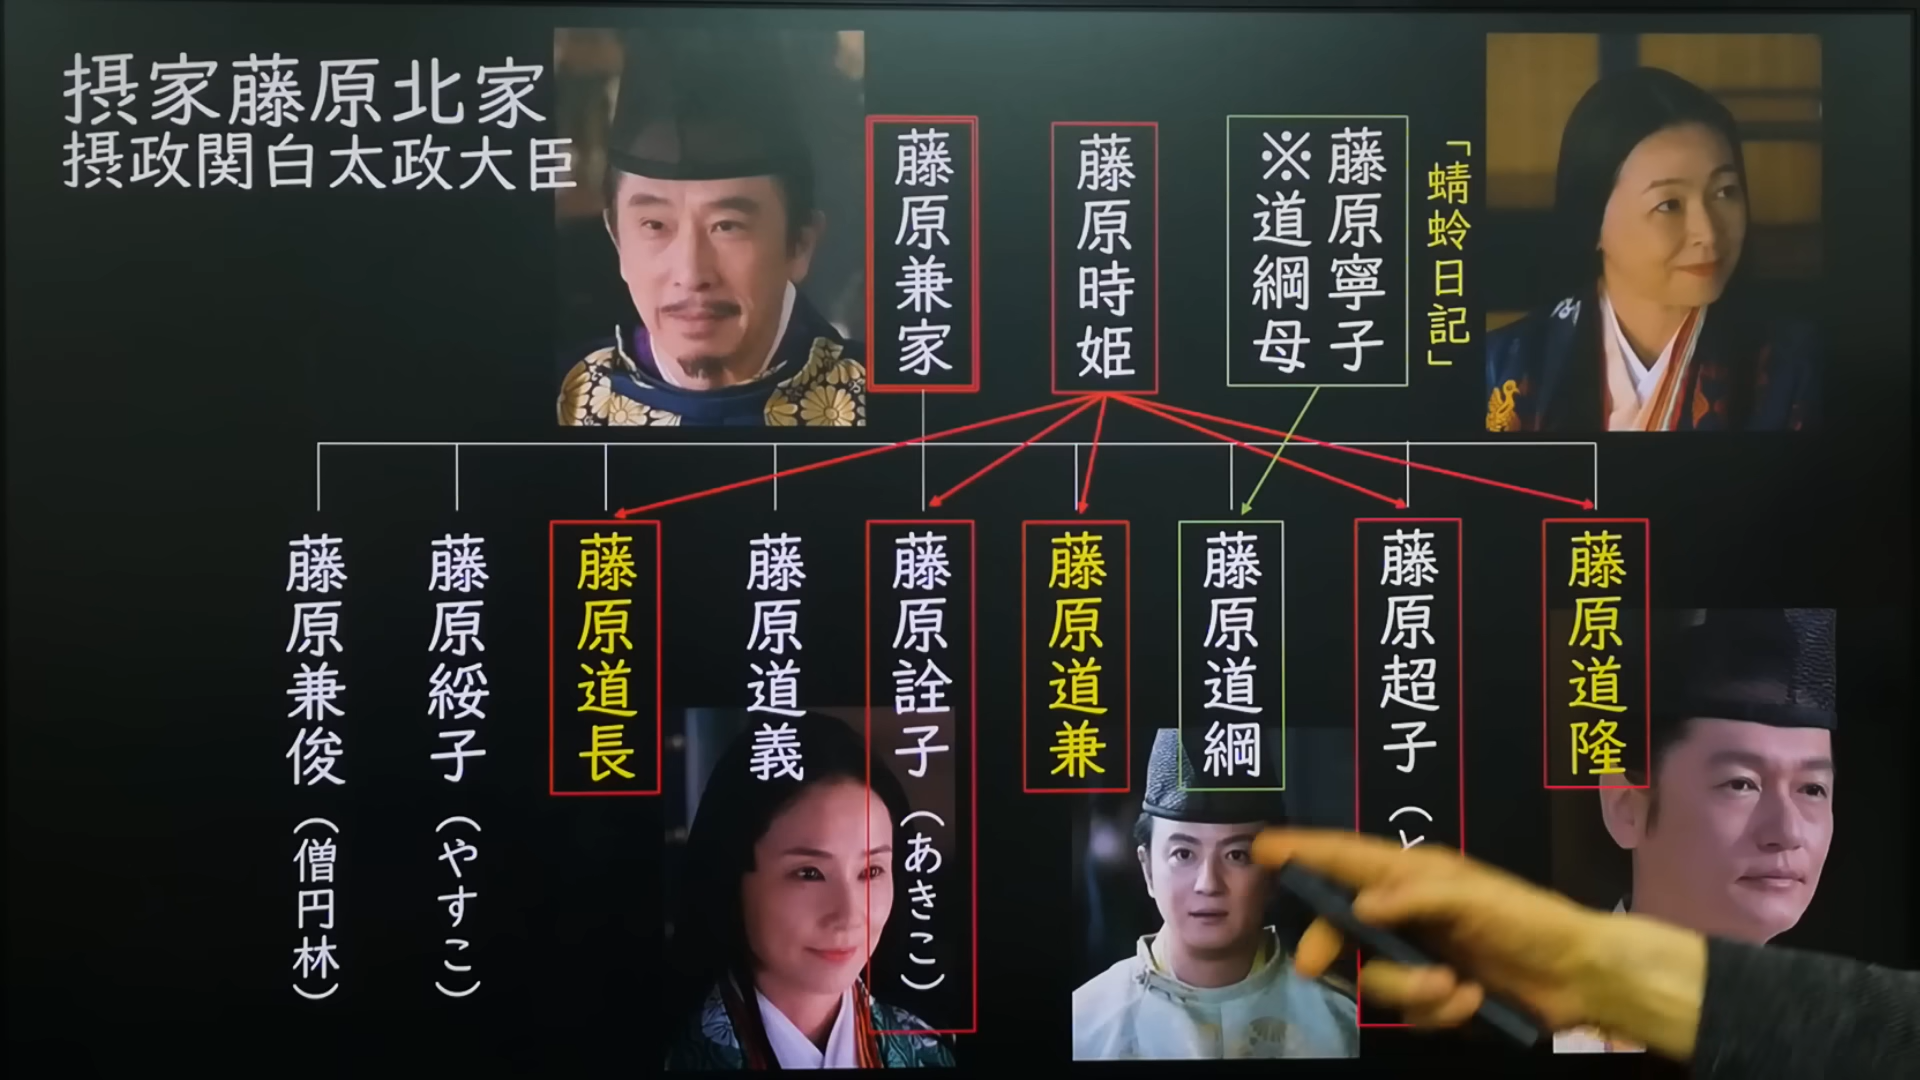 摂家藤原北家
摂政関白太政大臣
藤原兼家
藤原時姫
藤原寧子
※道綱母
「蜻蛉日記」
藤原兼俊（僧円林）
藤原綏子（やすこ）
藤原道長
藤原道義
藤原詮子（あきこ）
藤原道兼
藤原道綱
藤原超子（と
藤原道隆